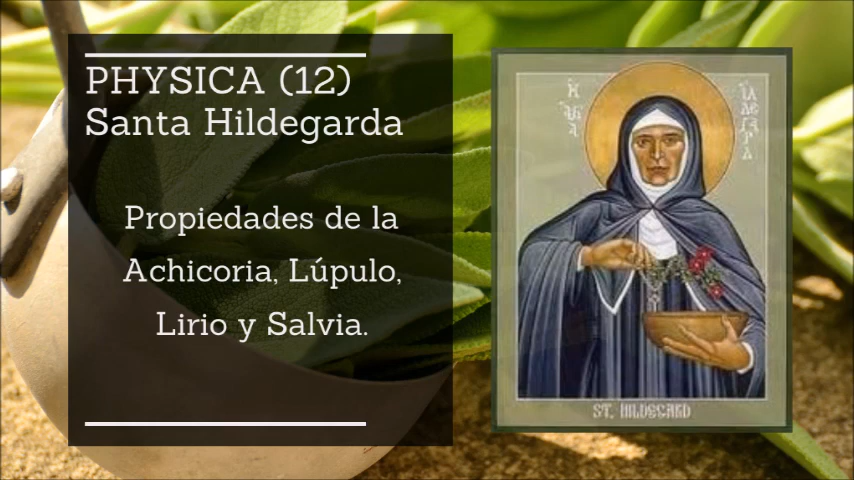 PHYSICA (12)
Santa Hildegarda
Propiedades de la
Achicoria, Lúpulo,
Lirio y Salvia.
ST. HILDEGARD